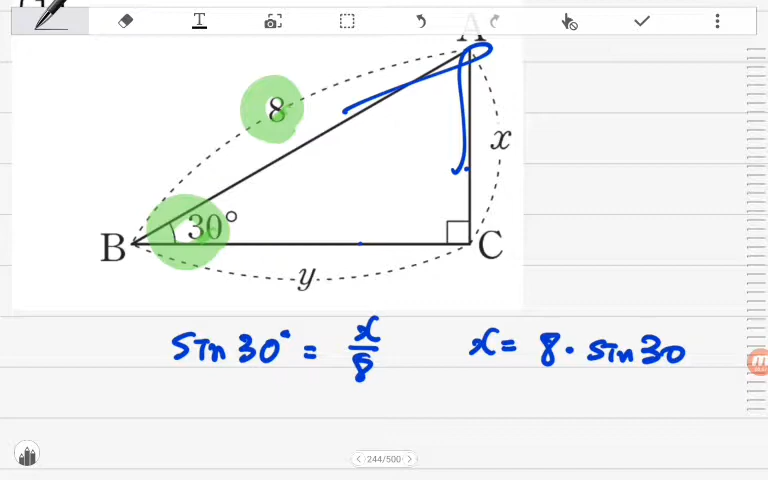 T
A
8
x
30°
B
C
y
sin 30° = x/8
x = 8 · sin 30
244/500